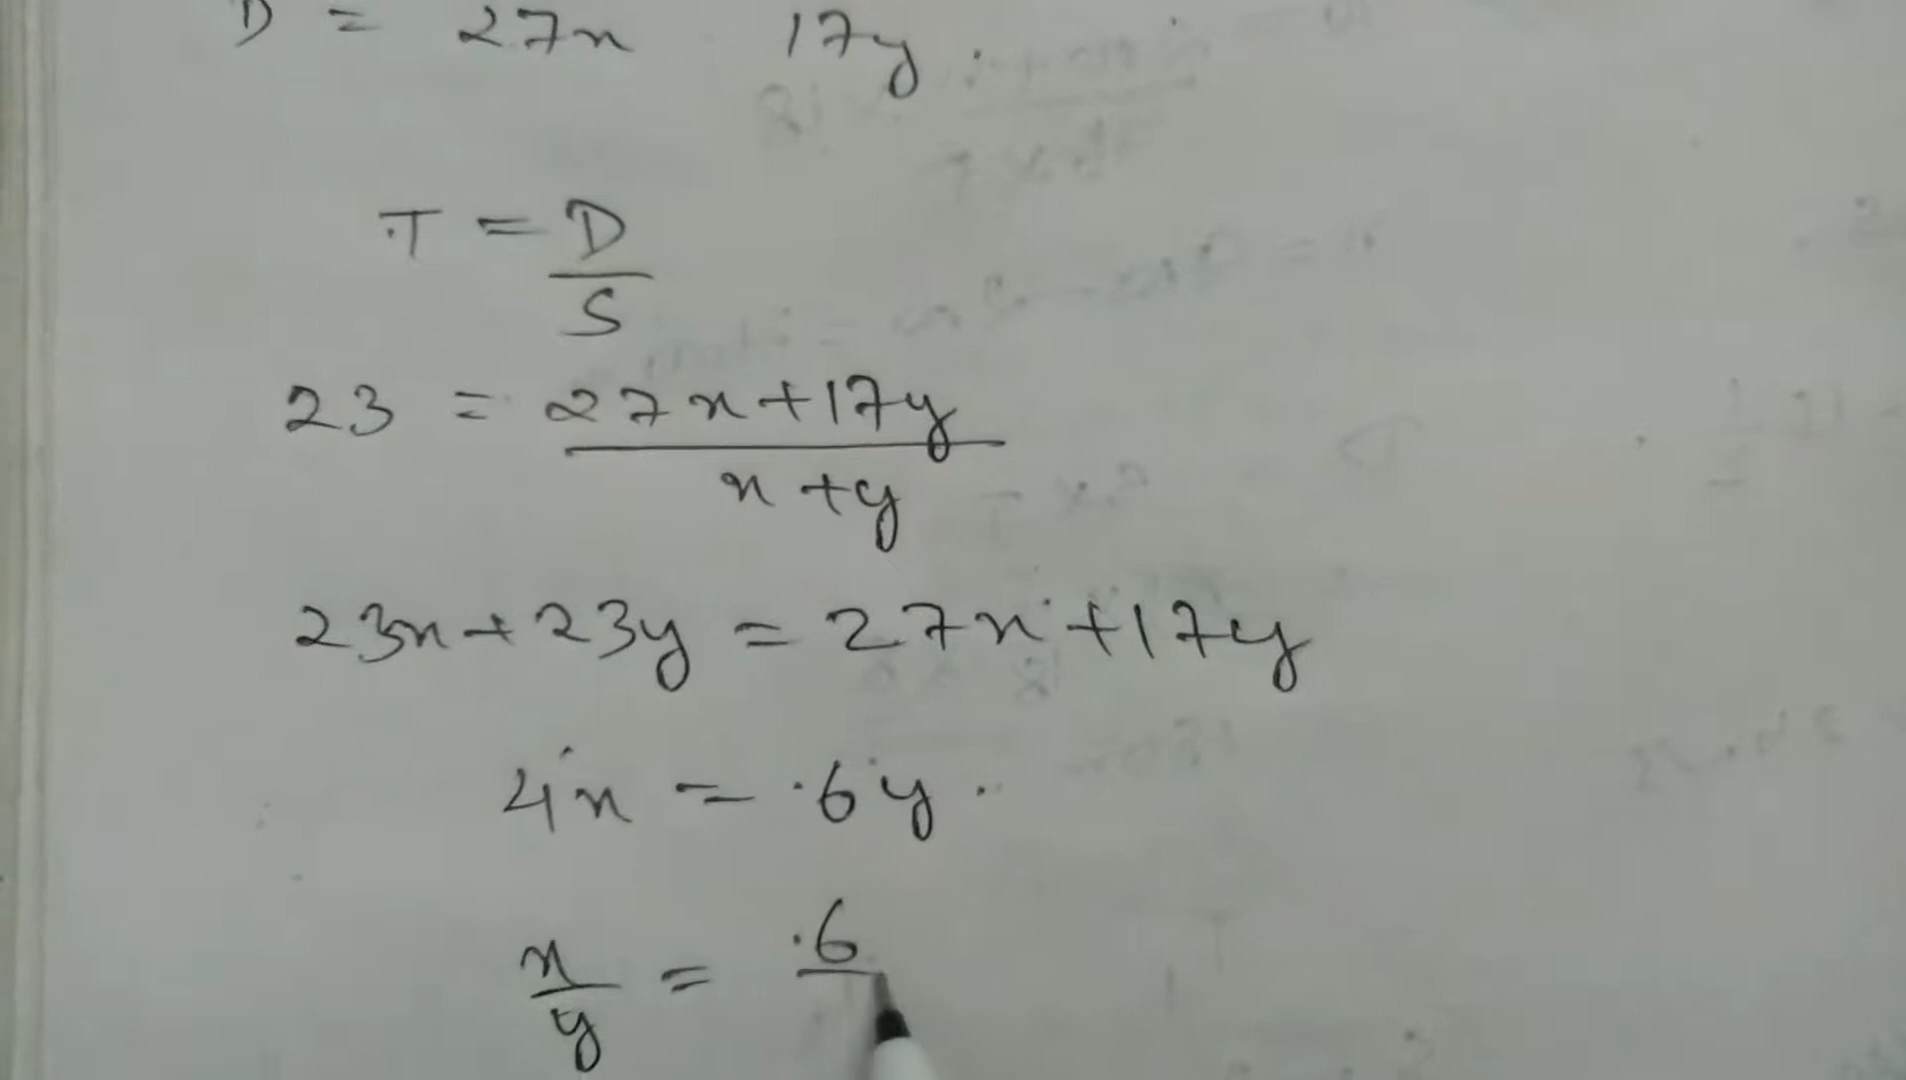 D = 27x 17y.
T = D/S
23 = 27x+17y/x+y
23x+23y = 27x+17y
4x = 6y.
x/y = 6/